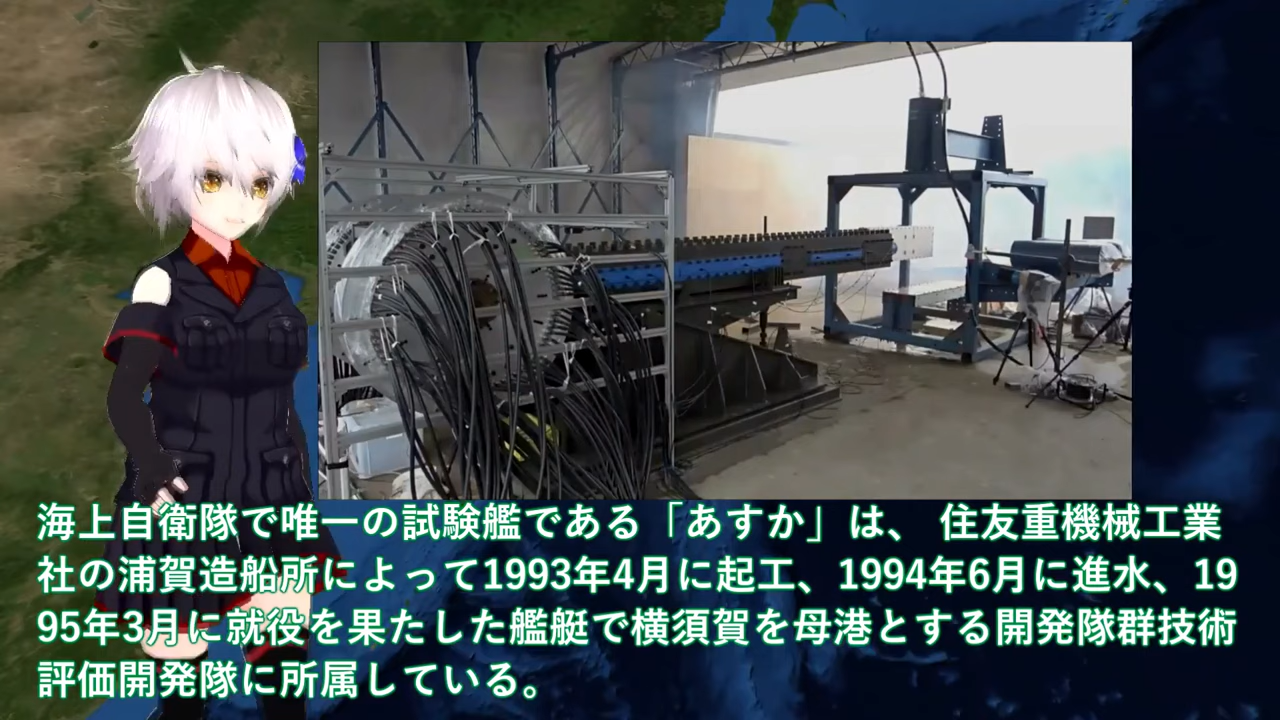 海上自衛隊で唯一の試験艦である「あすか」は、 住友重機械工業
社の浦賀造船所によって1993年4月に起工、1994年6月に進水、19
95年3月に就役を果たした艦艇で横須賀を母港とする開発隊群技術
評価開発隊に所属している。